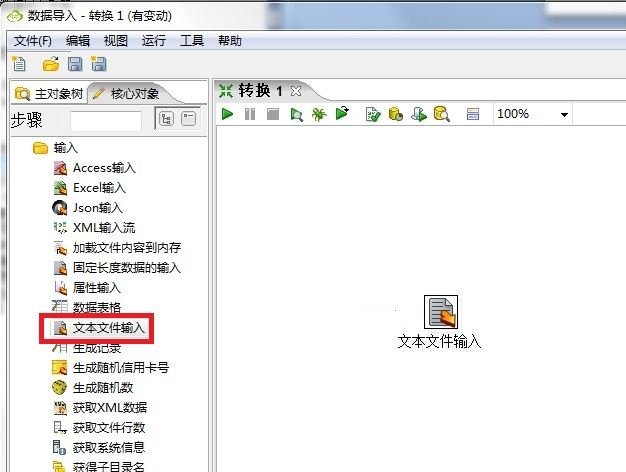 数据导入 - 转换 1 (有变动)
文件(F) 编辑 视图 运行 工具 帮助
主对象树 核心对象
转换 1
步骤
100%
输入
Access输入
Excel输入
Json输入
XML输入流
加载文件内容到内存
固定长度数据的输入
属性输入
数据表格
文本文件输入
文本文件输入
生成记录
生成随机信用卡号
生成随机数
获取XML数据
获取文件行数
获取系统信息
获得子目录名